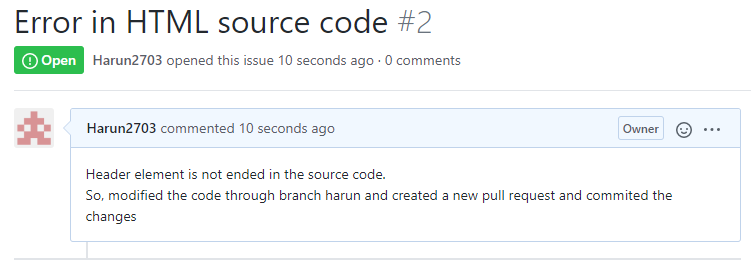 Error in HTML source code #2
Open Harun2703 opened this issue 10 seconds ago · 0 comments
Harun2703 commented 10 seconds ago Owner
Header element is not ended in the source code.
So, modified the code through branch harun and created a new pull request and commited the
changes